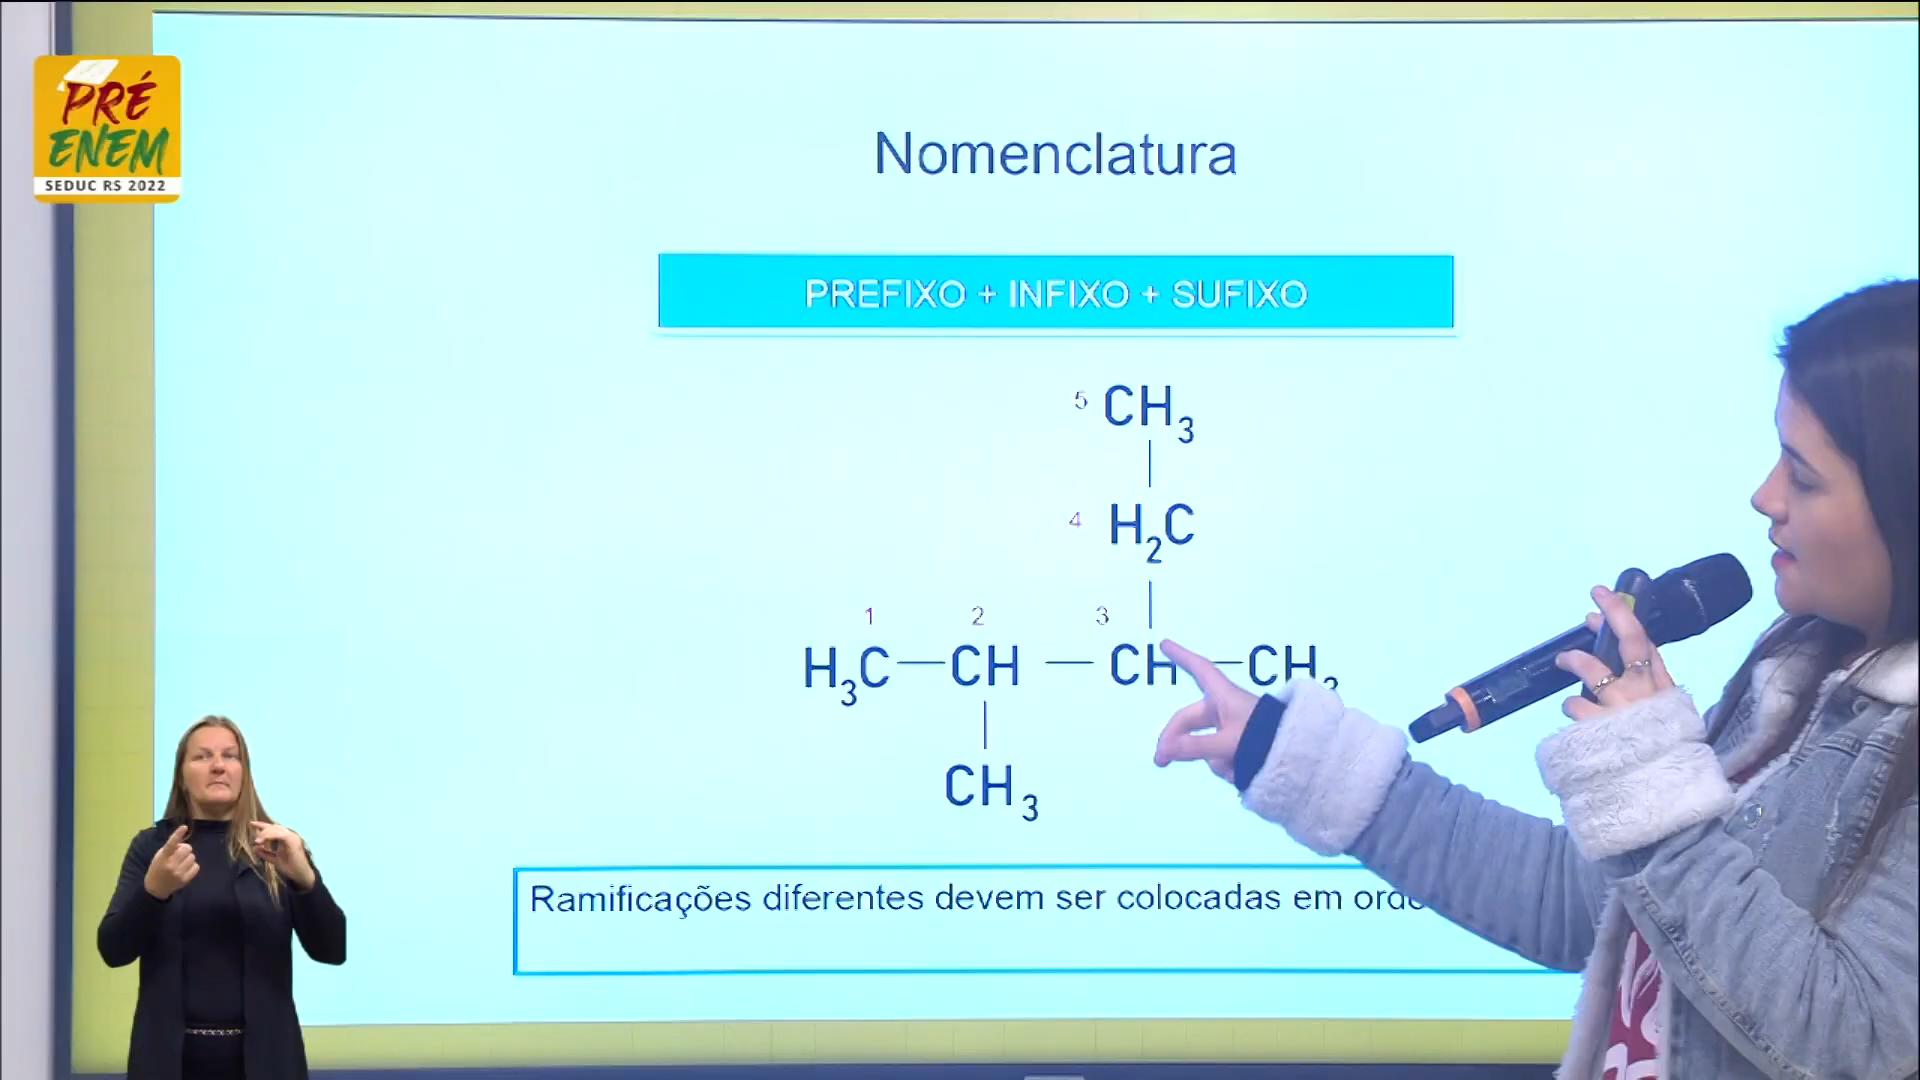 PRÉ
ENEM
SEDUC RS 2022
Nomenclatura
PREFIXO + INFIXO + SUFIXO
5 CH3
4 H2C
1 2 3
H3C CH CH CH3
CH3
Ramificações diferentes devem ser colocadas em